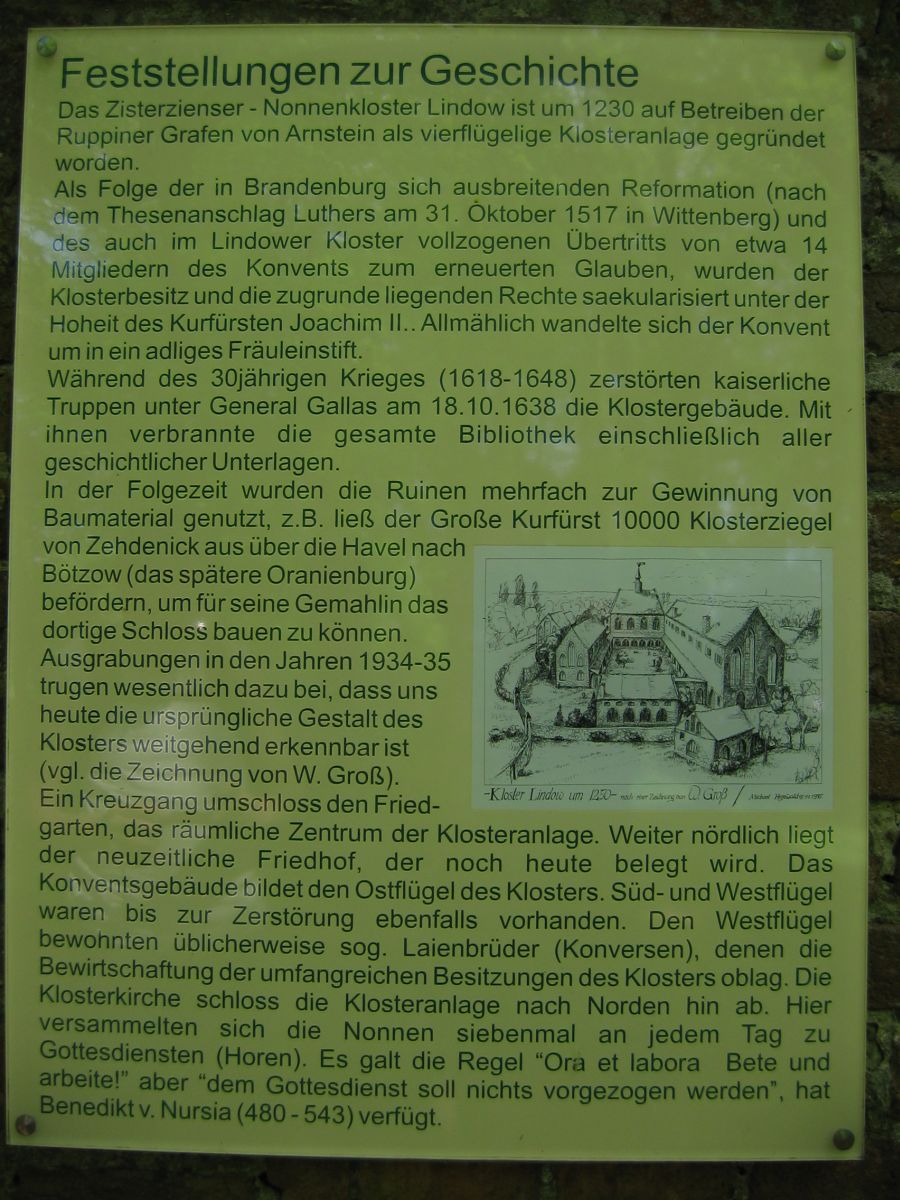 Feststellungen zur Geschichte
Das Zisterzienser - Nonnenkloster Lindow ist um 1230 auf Betreiben der
Ruppiner Grafen von Arnstein als vierflügelige Klosteranlage gegründet
worden.
Als Folge der in Brandenburg sich ausbreitenden Reformation (nach
dem Thesenanschlag Luthers am 31. Oktober 1517 in Wittenberg) und
des auch im Lindower Kloster vollzogenen Übertritts von etwa 14
Mitgliedern des Konvents zum erneuerten Glauben, wurden der
Klosterbesitz und die zugrunde liegenden Rechte saekularisiert unter der
Hoheit des Kurfürsten Joachim II.. Allmählich wandelte sich der Konvent
um in ein adliges Fräuleinstift.
Während des 30jährigen Krieges (1618-1648) zerstörten kaiserliche
Truppen unter General Gallas am 18.10.1638 die Klostergebäude. Mit
ihnen verbrannte die gesamte Bibliothek einschließlich aller
geschichtlicher Unterlagen.
In der Folgezeit wurden die Ruinen mehrfach zur Gewinnung von
Baumaterial genutzt, z.B. ließ der Große Kurfürst 10000 Klosterziegel
von Zehdenick aus über die Havel nach
Bötzow (das spätere Oranienburg)
befördern, um für seine Gemahlin das
dortige Schloss bauen zu können.
Ausgrabungen in den Jahren 1934-35
trugen wesentlich dazu bei, dass uns
heute die ursprüngliche Gestalt des
Klosters weitgehend erkennbar ist
(vgl. die Zeichnung von W. Groß).
-Kloster Lindow um 1250- nach einer Zeichnung von W. Groß /
Ein Kreuzgang umschloss den Fried-
garten, das räumliche Zentrum der Klosteranlage. Weiter nördlich liegt
der neuzeitliche Friedhof, der noch heute belegt wird. Das
Konventsgebäude bildet den Ostflügel des Klosters. Süd- und Westflügel
waren bis zur Zerstörung ebenfalls vorhanden. Den Westflügel
bewohnten üblicherweise sog. Laienbrüder (Konversen), denen die
Bewirtschaftung der umfangreichen Besitzungen des Klosters oblag. Die
Klosterkirche schloss die Klosteranlage nach Norden hin ab. Hier
versammelten sich die Nonnen siebenmal an jedem Tag zu
Gottesdiensten (Horen). Es galt die Regel “Ora et labora Bete und
arbeite!” aber “dem Gottesdienst soll nichts vorgezogen werden”, hat
Benedikt v. Nursia (480 - 543) verfügt.